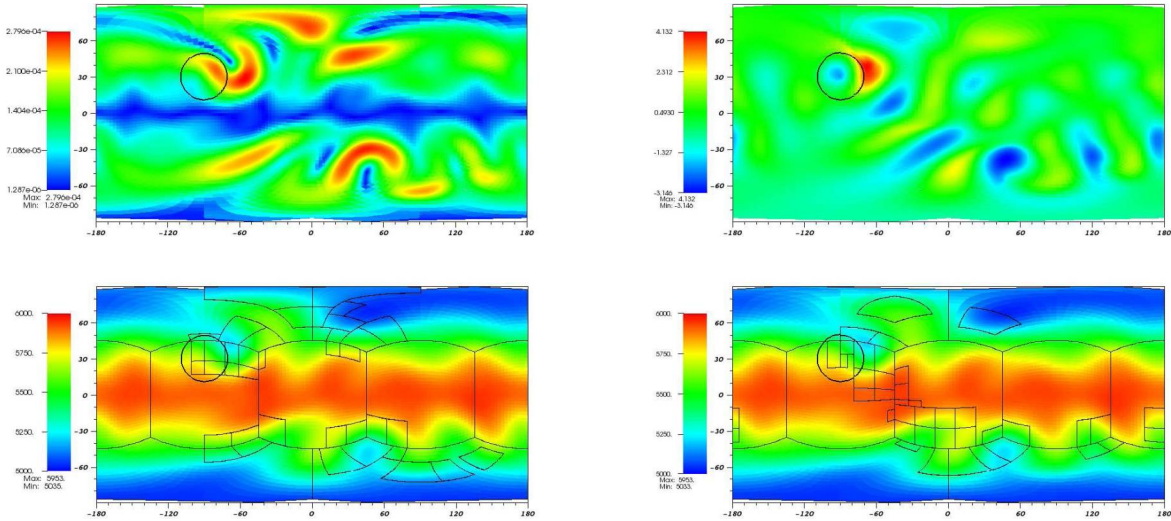 2.796e-04
2.100e-04
1.404e-04
7.086e-05
1.287e-06
Max: 2.796e-04
Min: 1.287e-06
60
30
0
-30
-60
-180 -120 -60 0 60 120 180
4.132
2.312
0.4930
-1.327
-3.146
Max: 4.132
Min: -3.146
60
30
0
-30
-60
-180 -120 -60 0 60 120 180
6000.
5750.
5500.
5250.
5000.
Max: 5953.
Min: 5035.
60
30
0
-30
-60
-180 -120 -60 0 60 120 180
6000.
5750.
5500.
5250.
5000.
Max: 5953.
Min: 5033.
60
30
0
-30
-60
-180 -120 -60 0 60 120 180